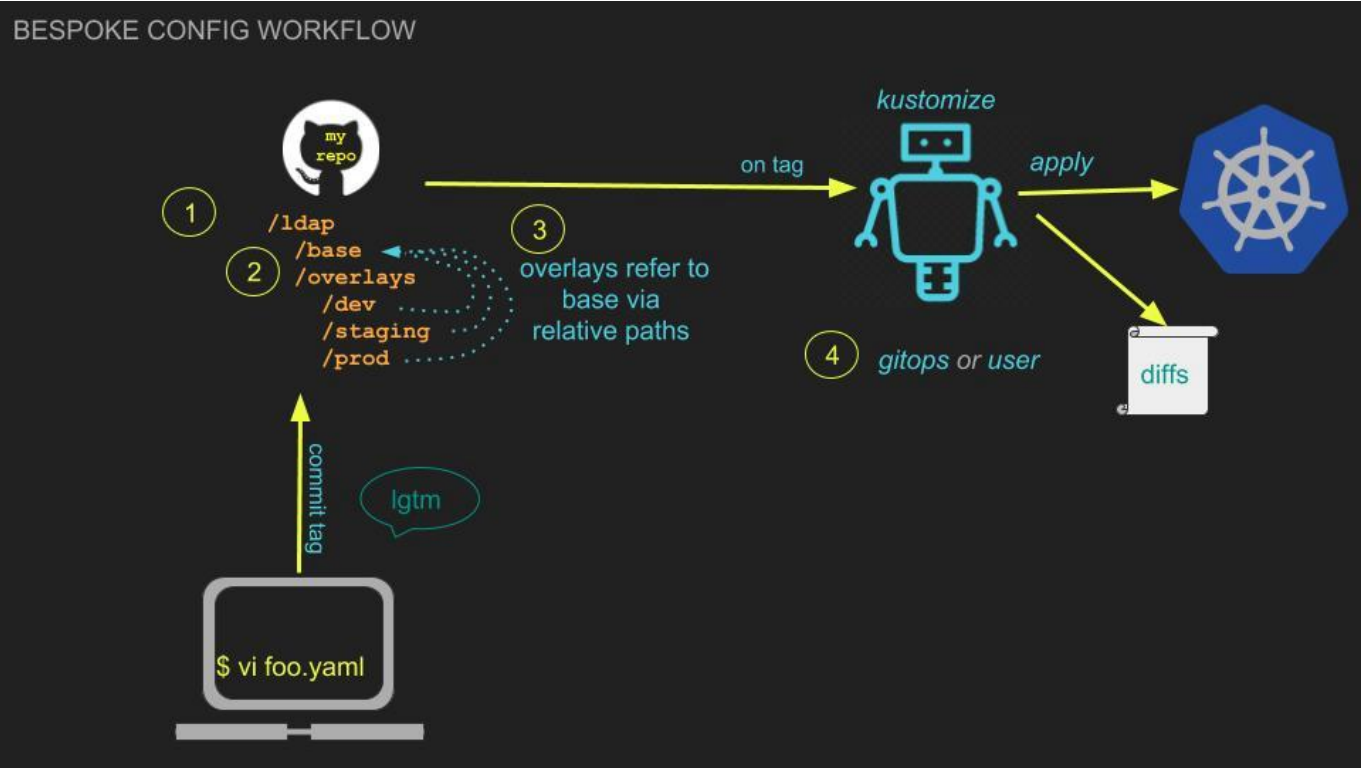 BESPOKE CONFIG WORKFLOW
my
repo
1
/ldap
/base
2
/overlays
/dev
/staging
/prod
3
overlays refer to
base via
relative paths
on tag
kustomize
apply
4
gitops or user
diffs
commit tag
lgtm
$ vi foo.yaml